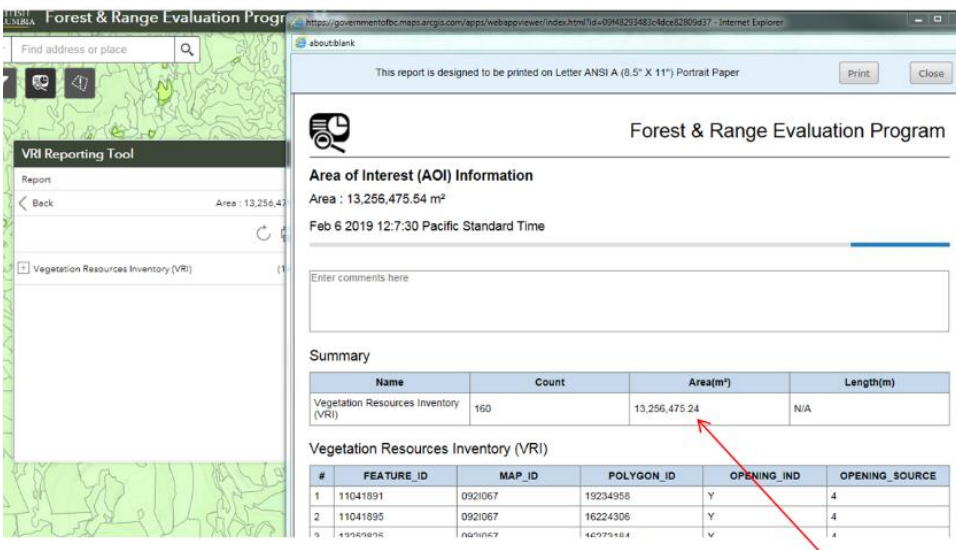 Forest & Range Evaluation Progr
https://governmentofbc.maps.arcgis.com/apps/webappviewer/index.html?id=09f48293483c4dce82809d37 - Internet Explorer
about:blank
Find address or place
This report is designed to be printed on Letter ANSI A (8.5" X 11") Portrait Paper
Print
Close
Forest & Range Evaluation Program
VRI Reporting Tool
Report
Back
Area : 13,256,47
Vegetation Resources Inventory (VRI)
Area of Interest (AOI) Information
Area : 13,256,475.54 m²
Feb 6 2019 12:7:30 Pacific Standard Time
Enter comments here
Summary
Name Count Area(m²) Length(m)
Vegetation Resources Inventory (VRI) 160 13,256,475.24 N/A
Vegetation Resources Inventory (VRI)
# FEATURE_ID MAP_ID POLYGON_ID OPENING_IND OPENING_SOURCE
1 11041891 092I067 19234958 Y 4
2 11041895 092I067 16224306 Y 4